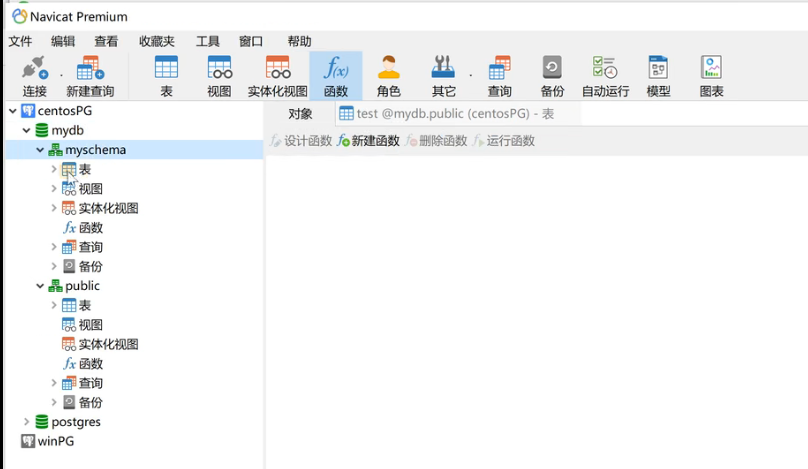 Navicat Premium
文件 编辑 查看 收藏夹 工具 窗口 帮助
连接 新建查询 表 视图 实体化视图 函数 角色 其它 查询 备份 自动运行 模型 图表
centosPG
对象 test @mydb.public (centosPG) - 表
mydb
设计函数 新建函数 删除函数 运行函数
myschema
表
视图
实体化视图
函数
查询
备份
public
表
视图
实体化视图
函数
查询
备份
postgres
winPG